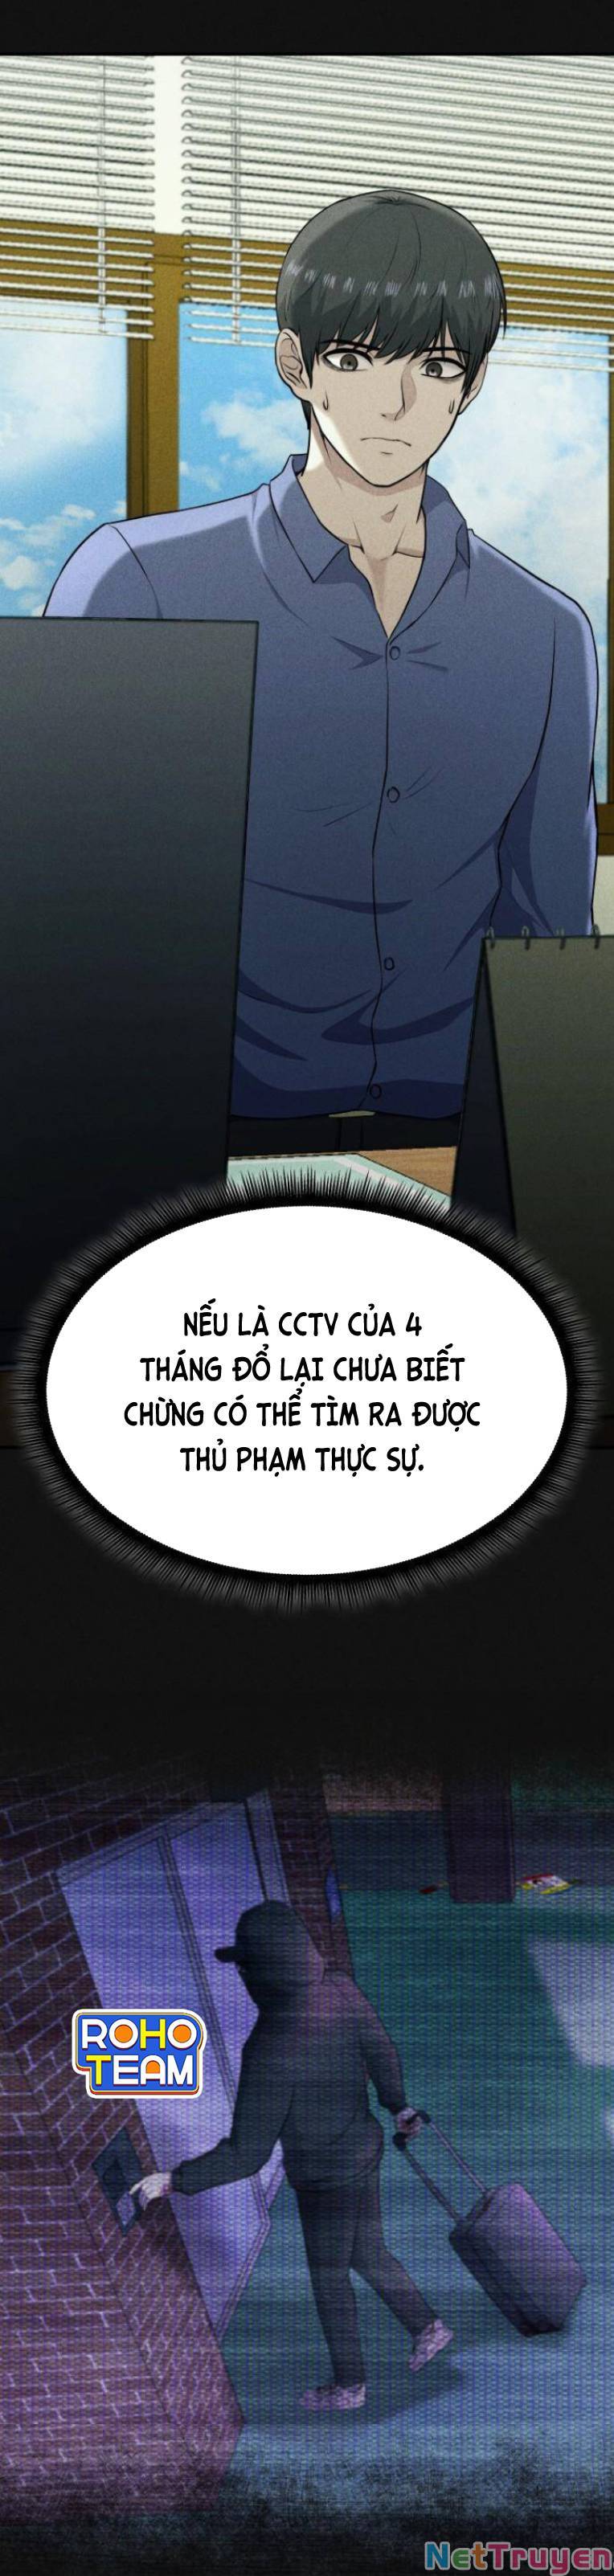 NẾU LÀ CCTV CỦA 4
THÁNG ĐỔ LẠI CHƯA BIẾT
CHỪNG CÓ THỂ TÌM RA ĐƯỢC
THỦ PHẠM THỰC SỰ.
ROHO
TEAM
NetTruyen